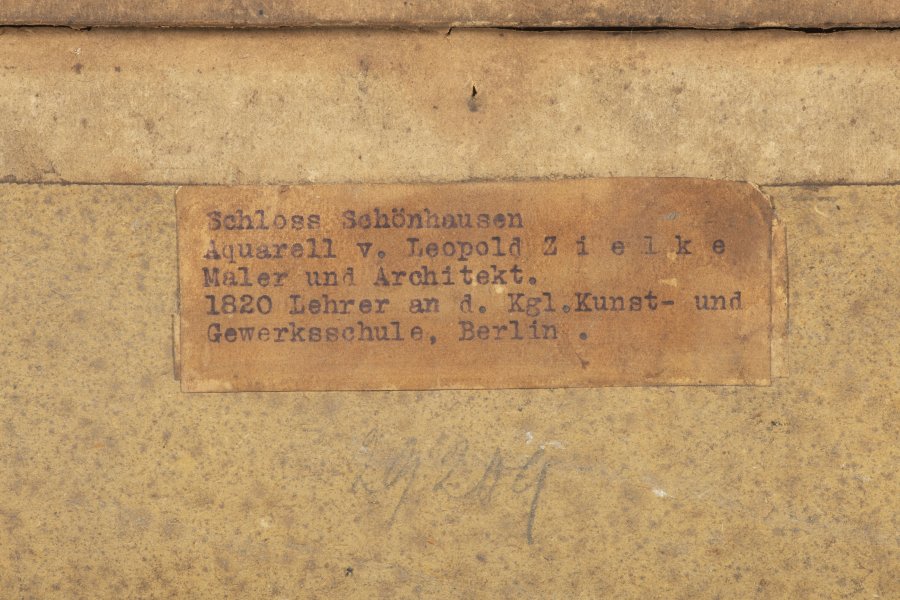 Schloss Schönhausen
Aquarell v. Leopold Z i e l k e
Maler und Architekt.
1820 Lehrer an d. Kgl.Kunst- und
Gewerksschule, Berlin .